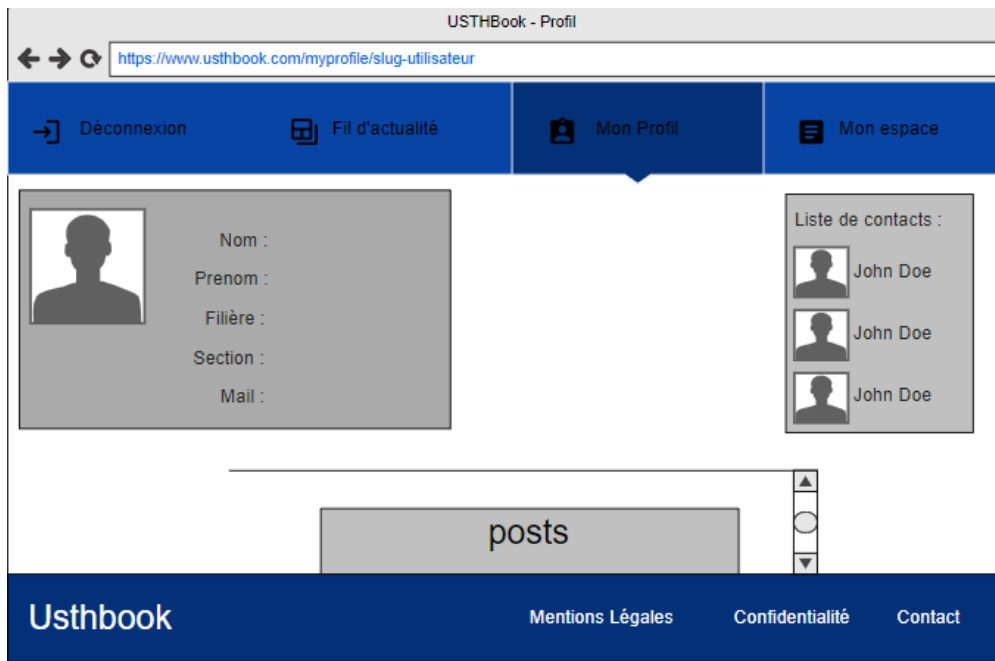 USTHBook - Profil
https://www.usthbook.com/myprofile/slug-utilisateur
Déconnexion
Fil d'actualité
Mon Profil
Mon espace
Nom :
Prenom :
Filière :
Section :
Mail :
Liste de contacts :
John Doe
John Doe
John Doe
posts
Usthbook
Mentions Légales
Confidentialité
Contact